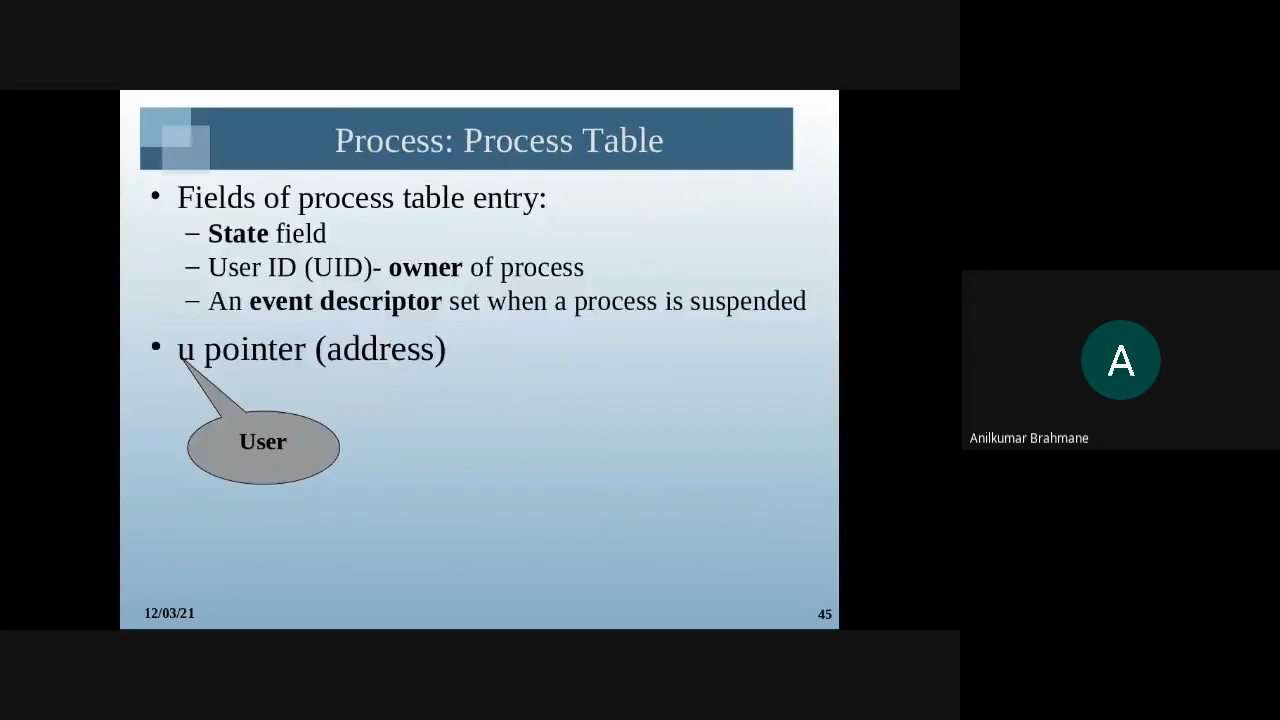 Process: Process Table
• Fields of process table entry:
– State field
– User ID (UID)- owner of process
– An event descriptor set when a process is suspended
• u pointer (address)
User
12/03/21
45
A
Anilkumar Brahmane